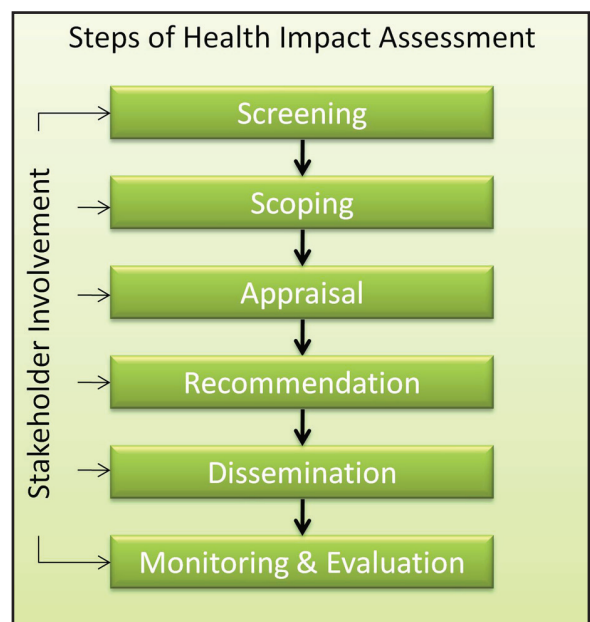 Steps of Health Impact Assessment
Stakeholder Involvement
Screening
Scoping
Appraisal
Recommendation
Dissemination
Monitoring & Evaluation